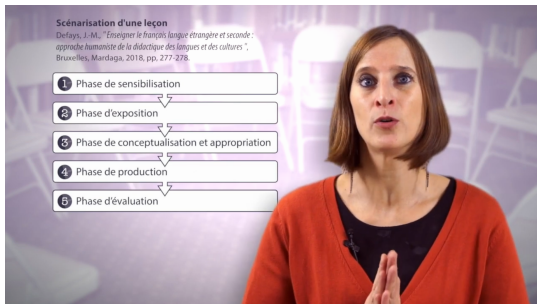 Scénarisation d'une leçon
Defays, J.-M., "Enseigner le français langue étrangère et seconde :
approche humaniste de la didactique des langues et des cultures ",
Bruxelles, Mardaga, 2018, pp, 277-278.
1 Phase de sensibilisation
2 Phase d'exposition
3 Phase de conceptualisation et appropriation
4 Phase de production
5 Phase d'évaluation